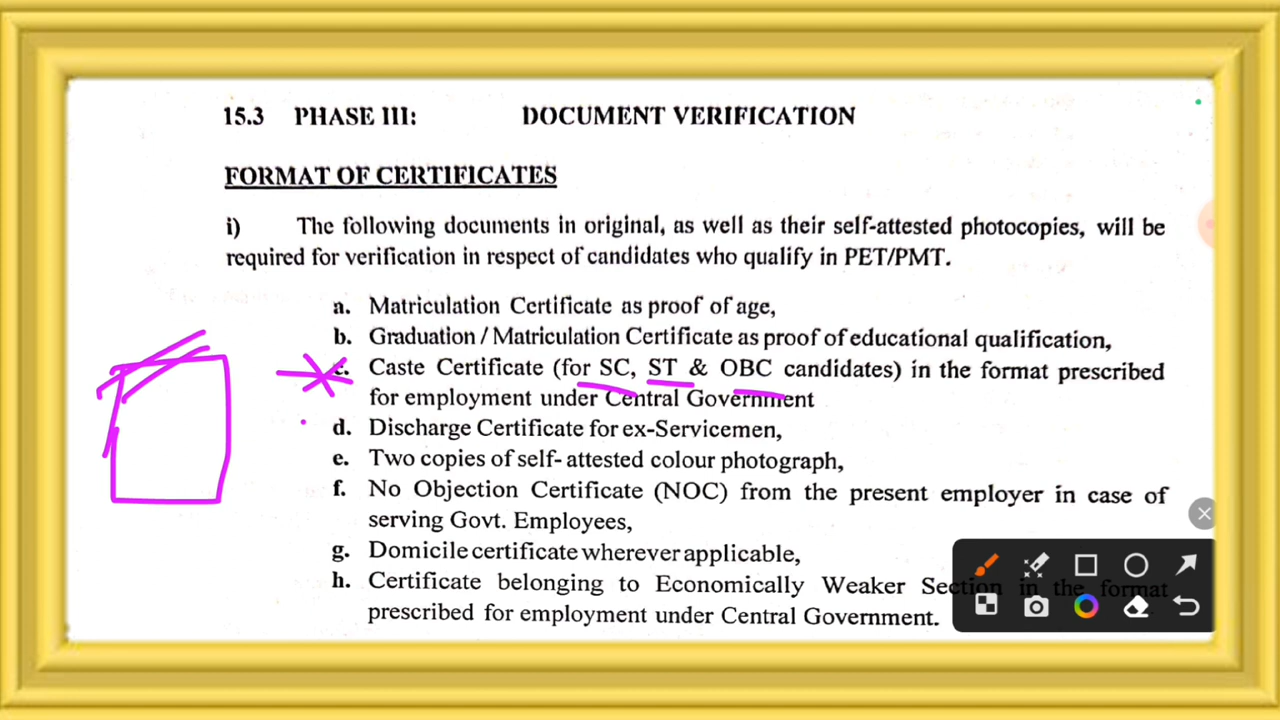 15.3 PHASE III: DOCUMENT VERIFICATION
FORMAT OF CERTIFICATES
i) The following documents in original, as well as their self-attested photocopies, will be
required for verification in respect of candidates who qualify in PET/PMT.
a. Matriculation Certificate as proof of age,
b. Graduation / Matriculation Certificate as proof of educational qualification,
c. Caste Certificate (for SC, ST & OBC candidates) in the format prescribed
for employment under Central Government
d. Discharge Certificate for ex-Servicemen,
e. Two copies of self- attested colour photograph,
f. No Objection Certificate (NOC) from the present employer in case of
serving Govt. Employees,
g. Domicile certificate wherever applicable,
h. Certificate belonging to Economically Weaker Section in the format
prescribed for employment under Central Government.